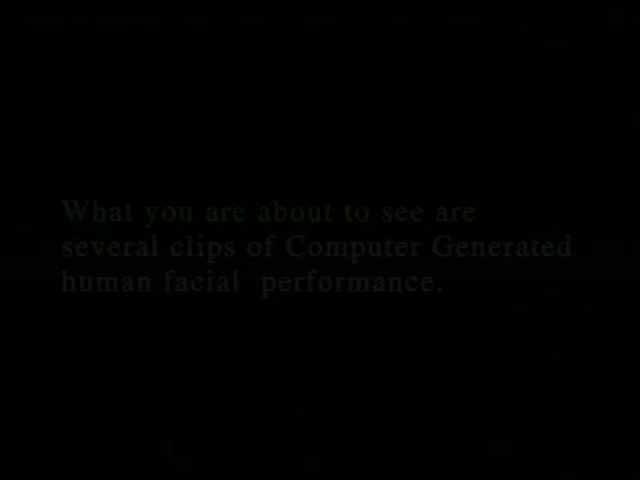 What you are about to see are
several clips of Computer Generated
human facial performance.